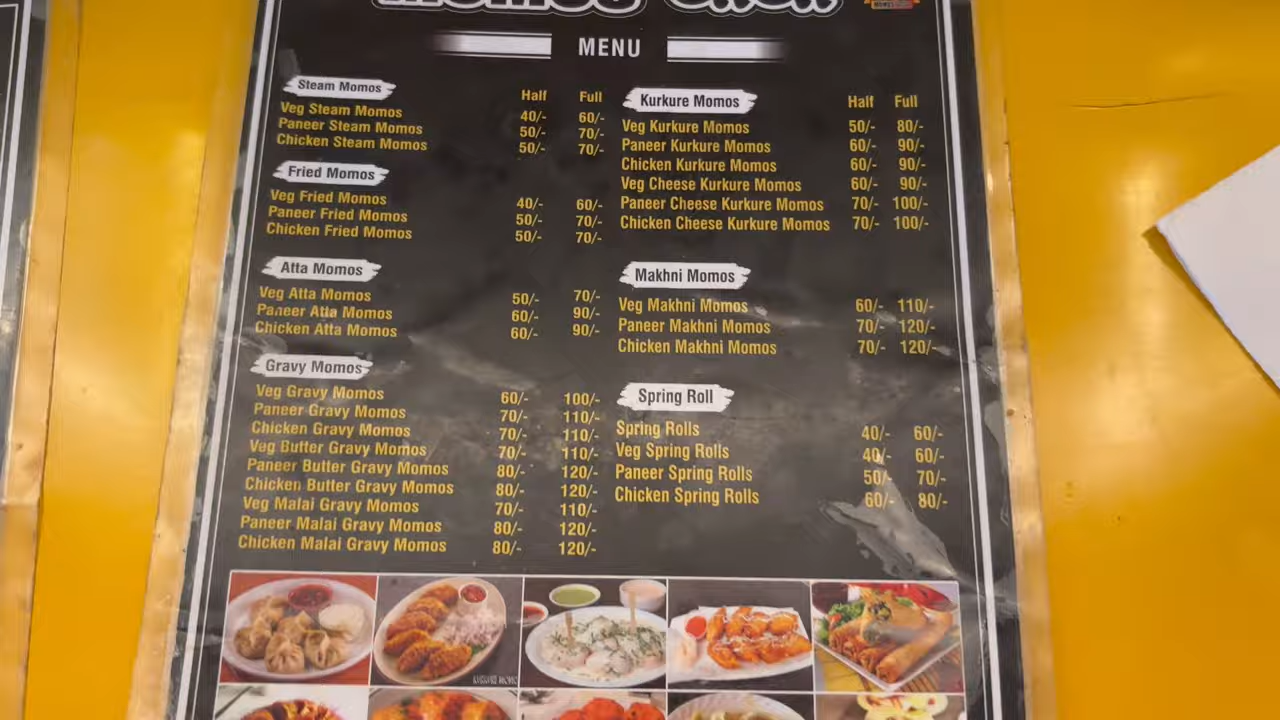 MENU
Steam Momos
Half Full
Veg Steam Momos 40/- 60/-
Paneer Steam Momos 50/- 70/-
Chicken Steam Momos 50/- 70/-
Fried Momos
Veg Fried Momos 40/- 60/-
Paneer Fried Momos 50/- 70/-
Chicken Fried Momos 50/- 70/-
Atta Momos
Veg Atta Momos 50/- 70/-
Paneer Atta Momos 60/- 90/-
Chicken Atta Momos 60/- 90/-
Gravy Momos
Veg Gravy Momos 60/- 100/-
Paneer Gravy Momos 70/- 110/-
Chicken Gravy Momos 70/- 110/-
Veg Butter Gravy Momos 70/- 110/-
Paneer Butter Gravy Momos 80/- 120/-
Chicken Butter Gravy Momos 80/- 120/-
Veg Malai Gravy Momos 70/- 110/-
Paneer Malai Gravy Momos 80/- 120/-
Chicken Malai Gravy Momos 80/- 120/-
Kurkure Momos
Half Full
Veg Kurkure Momos 50/- 80/-
Paneer Kurkure Momos 60/- 90/-
Chicken Kurkure Momos 60/- 90/-
Veg Cheese Kurkure Momos 60/- 90/-
Paneer Cheese Kurkure Momos 70/- 100/-
Chicken Cheese Kurkure Momos 70/- 100/-
Makhni Momos
Veg Makhni Momos 60/- 110/-
Paneer Makhni Momos 70/- 120/-
Chicken Makhni Momos 70/- 120/-
Spring Roll
Spring Rolls 40/- 60/-
Veg Spring Rolls 40/- 60/-
Paneer Spring Rolls 50/- 70/-
Chicken Spring Rolls 60/- 80/-
KURKURE MOMO